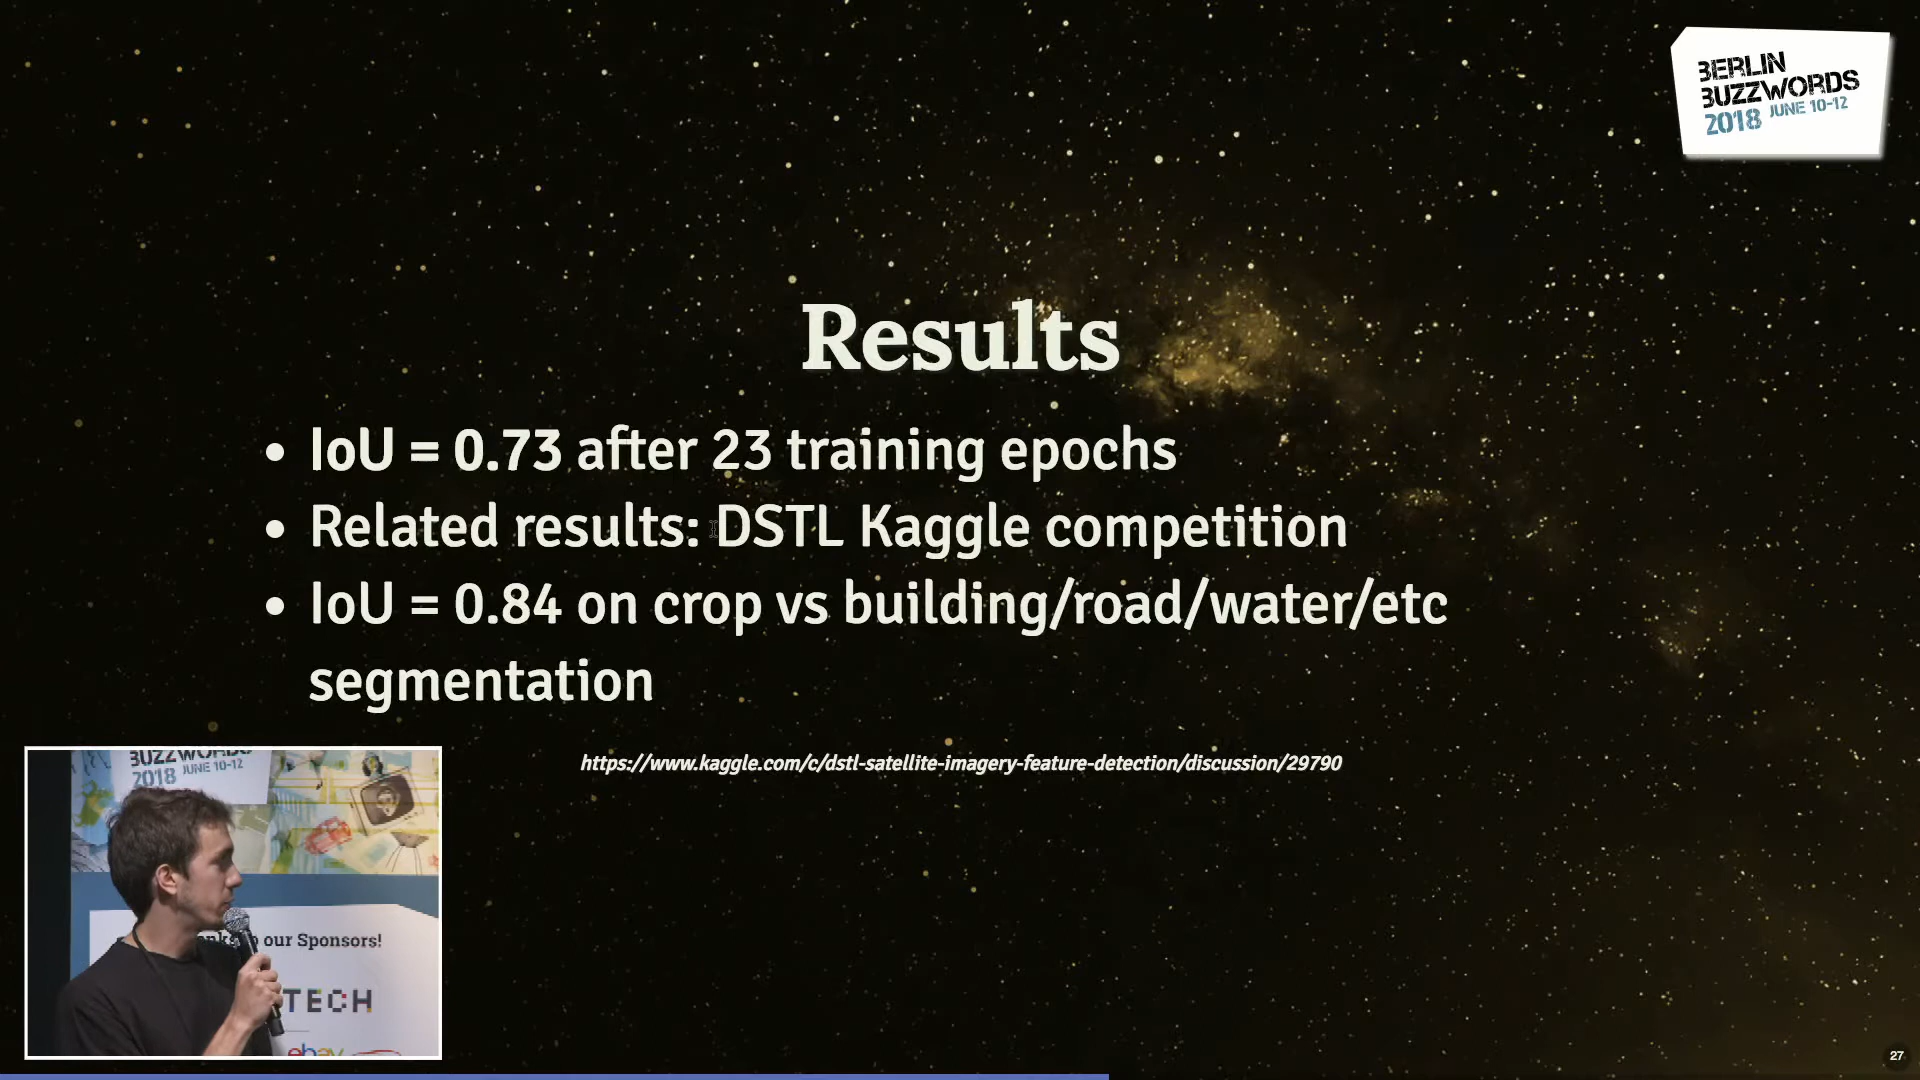 BERLIN
BUZZWORDS
2018 JUNE 10-12
Results
• IoU = 0.73 after 23 training epochs
• Related results: DSTL Kaggle competition
• IoU = 0.84 on crop vs building/road/water/etc
segmentation
https://www.kaggle.com/c/dstl-satellite-imagery-feature-detection/discussion/29790
BUZZWORDS
2018 JUNE 10-12
our Sponsors!
TECH
ebay
27